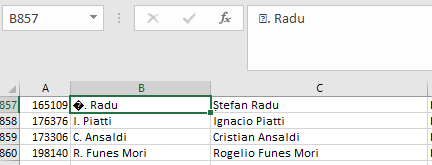 B857
fx
�. Radu
A
B
C
857
165109
�. Radu
Stefan Radu
858
176376
I. Piatti
Ignacio Piatti
859
173306
C. Ansaldi
Cristian Ansaldi
860
198140
R. Funes Mori
Rogelio Funes Mori